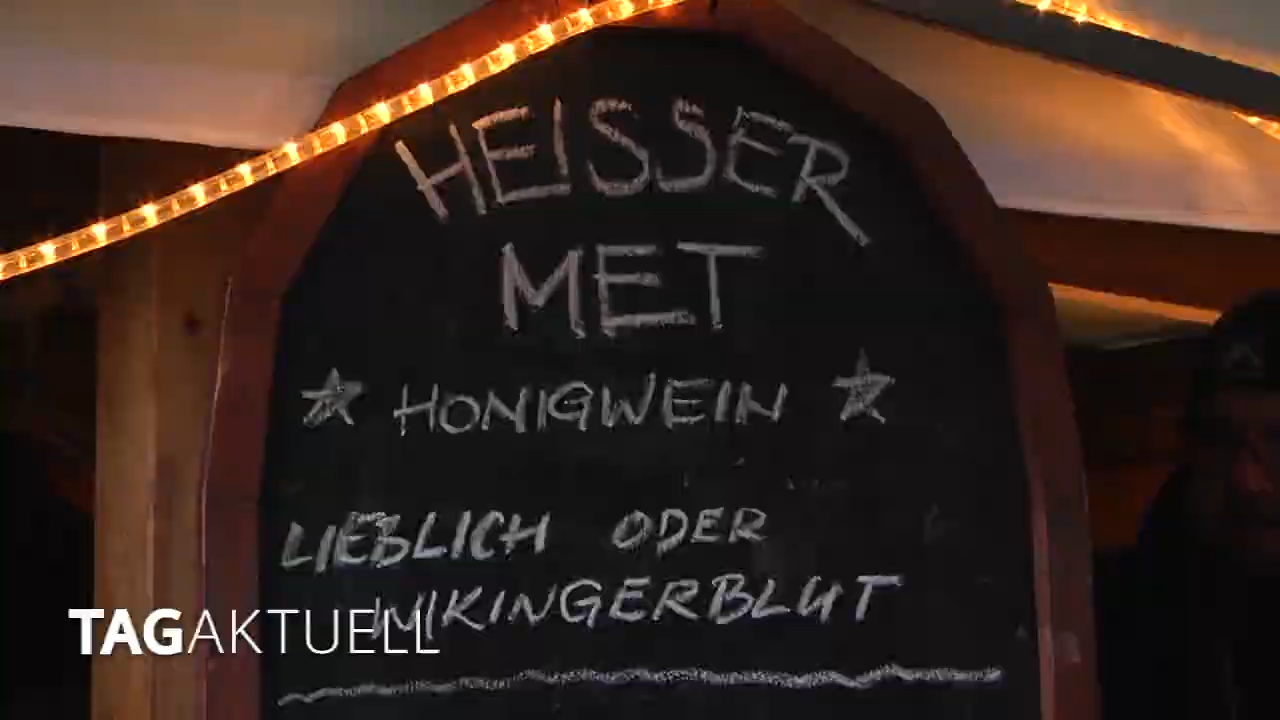 HEISSER
MET
HONIGWEIN
LIEBLICH ODER
WIKINGERBLUT
TAGAKTUELL